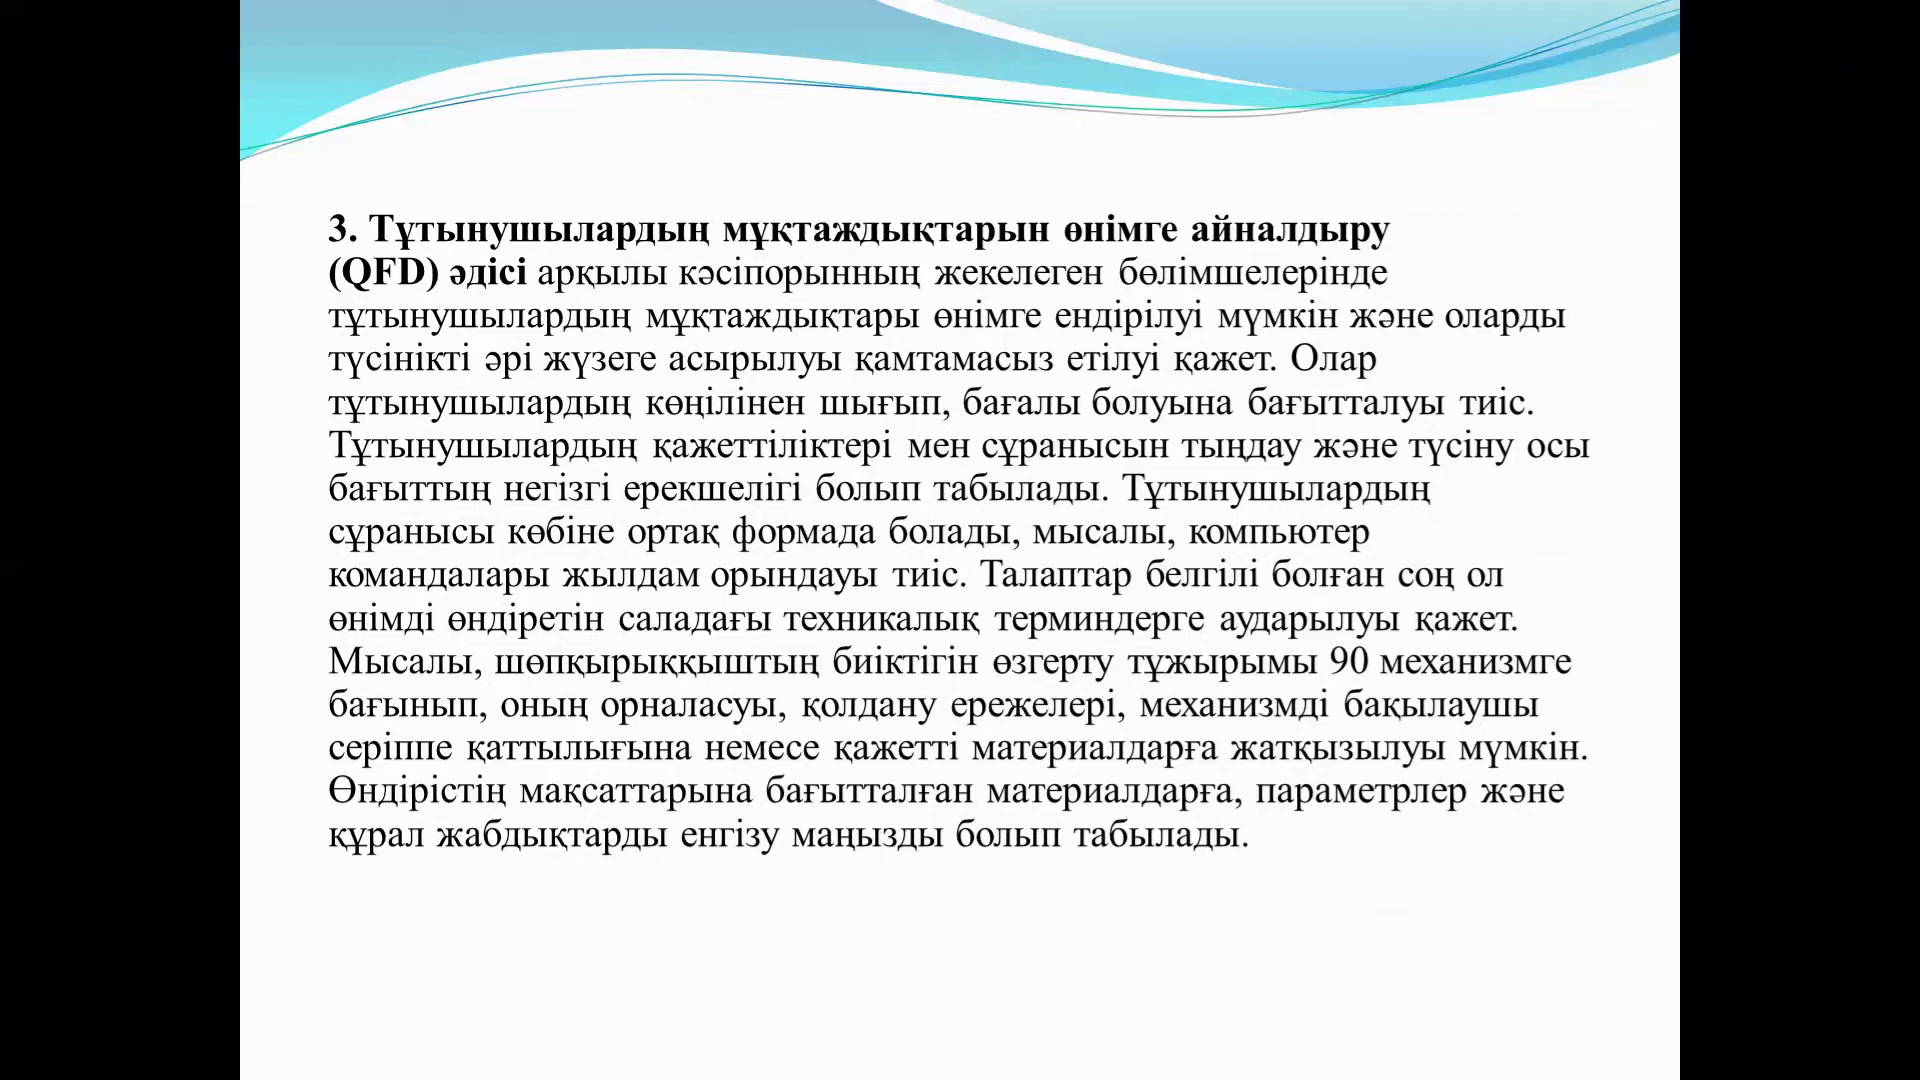 3. Тұтынушылардың мұқтаждықтарын өнімге айналдыру
(QFD) әдісі арқылы кәсіпорынның жекелеген бөлімшелерінде
тұтынушылардың мұқтаждықтары өнімге ендірілуі мүмкін және оларды
түсінікті әрі жүзеге асырылуы қамтамасыз етілуі қажет. Олар
тұтынушылардың көңілінен шығып, бағалы болуына бағытталуы тиіс.
Тұтынушылардың қажеттіліктері мен сұранысын тыңдау және түсіну осы
бағыттың негізгі ерекшелігі болып табылады. Тұтынушылардың
сұранысы көбіне ортақ формада болады, мысалы, компьютер
командалары жылдам орындауы тиіс. Талаптар белгілі болған соң ол
өнімді өндіретін саладағы техникалық терминдерге аударылуы қажет.
Мысалы, шөпқырыққыштың биіктігін өзгерту тұжырымы 90 механизмге
бағынып, оның орналасуы, қолдану ережелері, механизмді бақылаушы
серіппе қаттылығына немесе қажетті материалдарға жатқызылуы мүмкін.
Өндірістің мақсаттарына бағытталған материалдарға, параметрлер және
құрал жабдықтарды енгізу маңызды болып табылады.